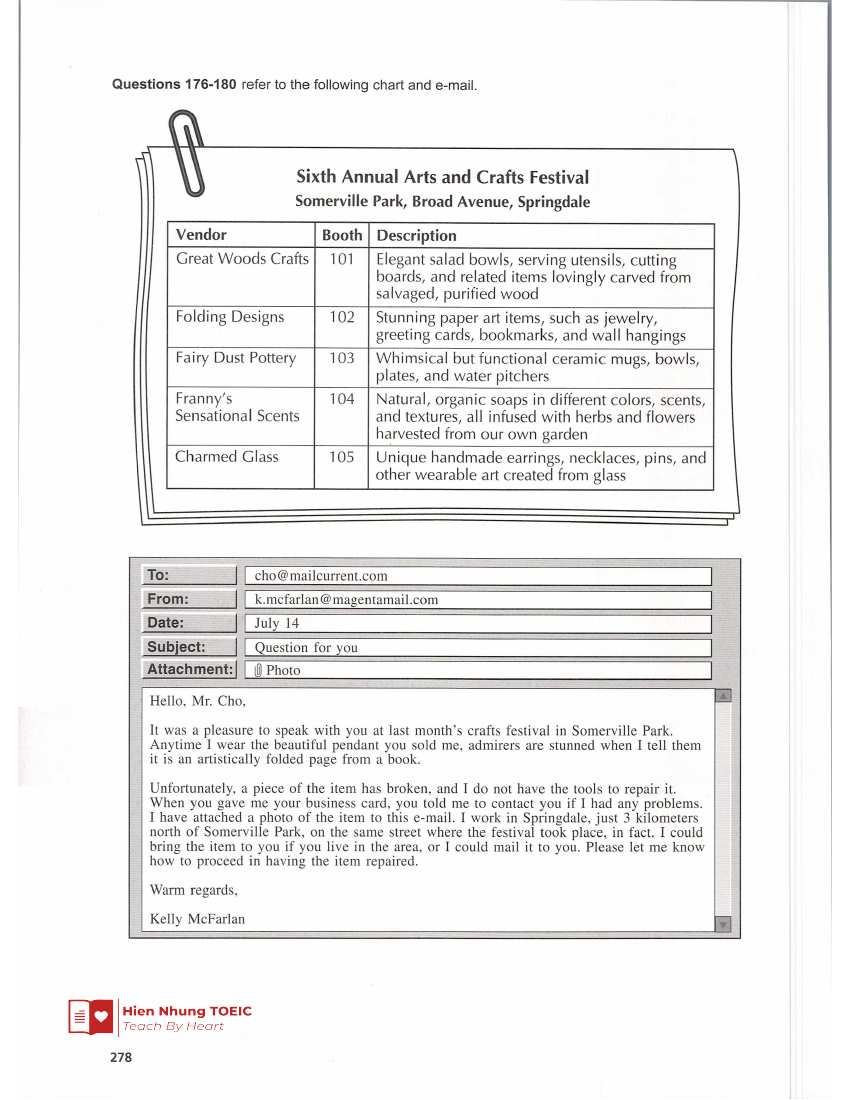 Questions 176-180 refer to the following chart and e-mail.
Sixth Annual Arts and Crafts Festival
Somerville Park, Broad Avenue, Springdale
Vendor Booth Description
Great Woods Crafts 101 Elegant salad bowls, serving utensils, cutting
boards, and related items lovingly carved from
salvaged, purified wood
Folding Designs 102 Stunning paper art items, such as jewelry,
greeting cards, bookmarks, and wall hangings
Fairy Dust Pottery 103 Whimsical but functional ceramic mugs, bowls,
plates, and water pitchers
Franny's 104 Natural, organic soaps in different colors, scents,
Sensational Scents and textures, all infused with herbs and flowers
harvested from our own garden
Charmed Glass 105 Unique handmade earrings, necklaces, pins, and
other wearable art created from glass
To: cho@mailcurrent.com
From: k.mcfarlan@magentamail.com
Date: July 14
Subject: Question for you
Attachment: Photo
Hello, Mr. Cho,
It was a pleasure to speak with you at last month's crafts festival in Somerville Park.
Anytime I wear the beautiful pendant you sold me, admirers are stunned when I tell them
it is an artistically folded page from a book.
Unfortunately, a piece of the item has broken, and I do not have the tools to repair it.
When you gave me your business card, you told me to contact you if I had any problems.
I have attached a photo of the item to this e-mail. I work in Springdale, just 3 kilometers
north of Somerville Park, on the same street where the festival took place, in fact. I could
bring the item to you if you live in the area, or I could mail it to you. Please let me know
how to proceed in having the item repaired.
Warm regards,
Kelly McFarlan
Hien Nhung TOEIC
Teach By Heart
278